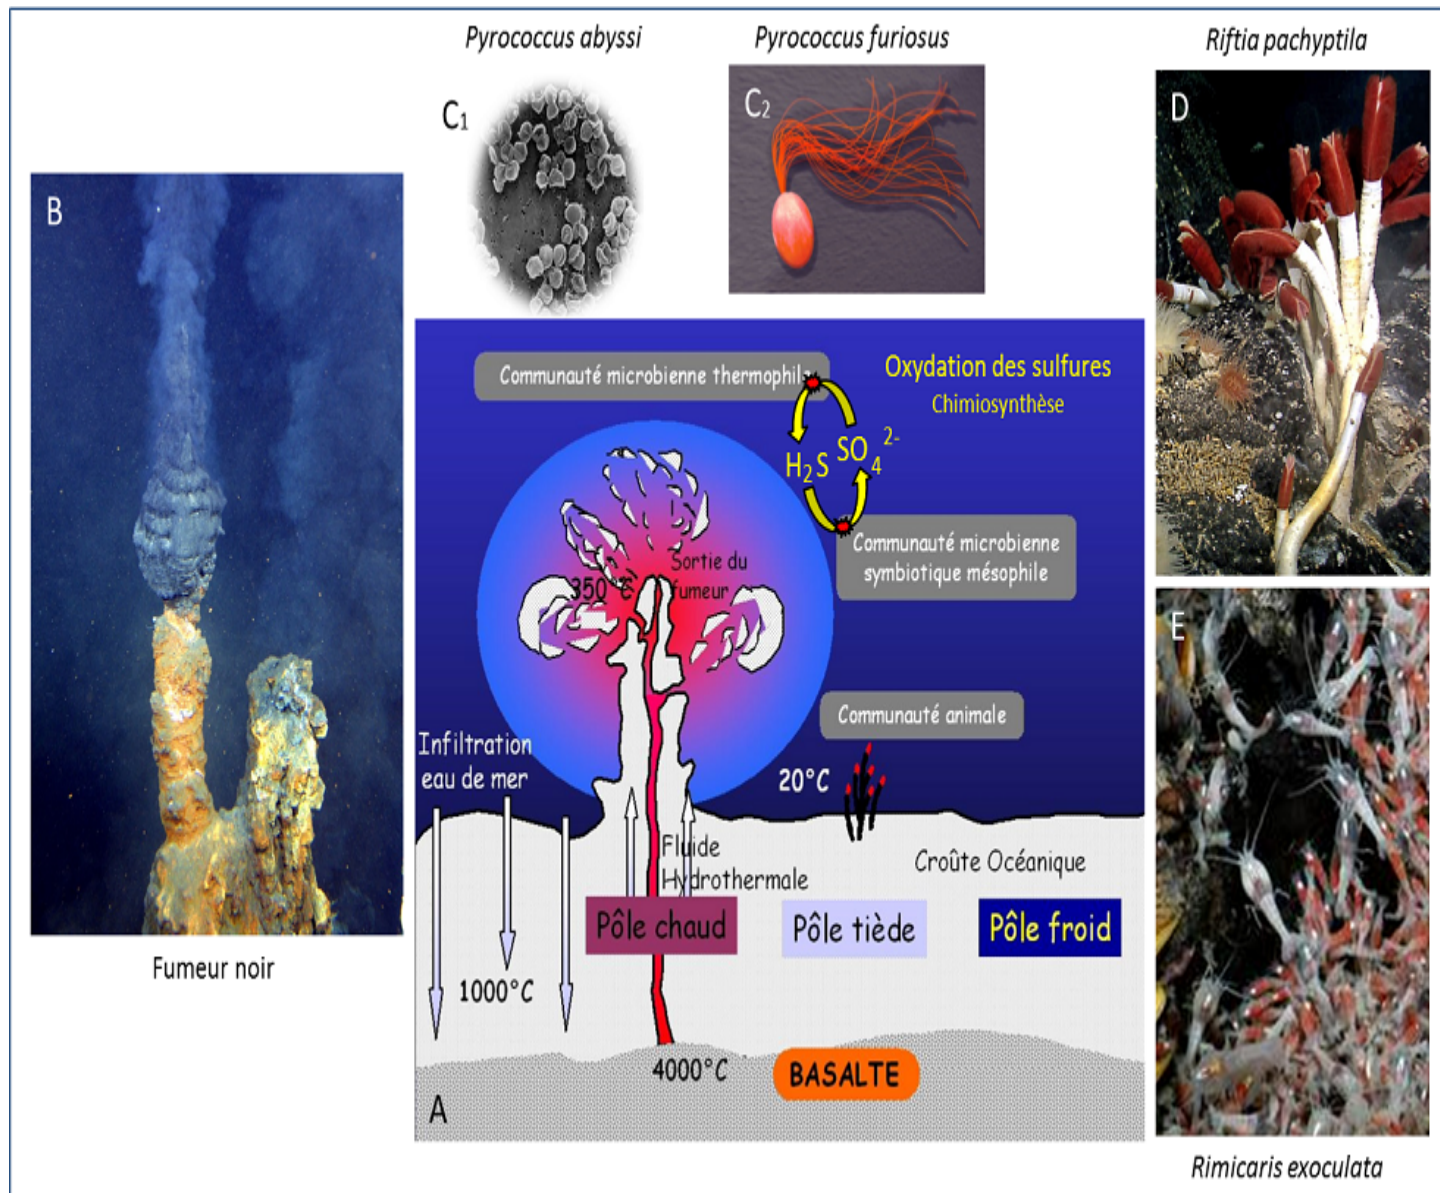 Pyrococcus abyssi
Pyrococcus furiosus
Riftia pachyptila
C1
C2
D
B
Communauté microbienne thermophile
Oxydation des sulfures
Chimiosynthèse
H2S SO4 2-
Communauté microbienne
symbiotique mésophile
350°C
Sortie du
fumeur
E
Communauté animale
Infiltration
eau de mer
20°C
Fluide
Hydrothermale
Croûte Océanique
Pôle chaud
Pôle tiède
Pôle froid
Fumeur noir
1000°C
4000°C
BASALTE
A
Rimicaris exoculata